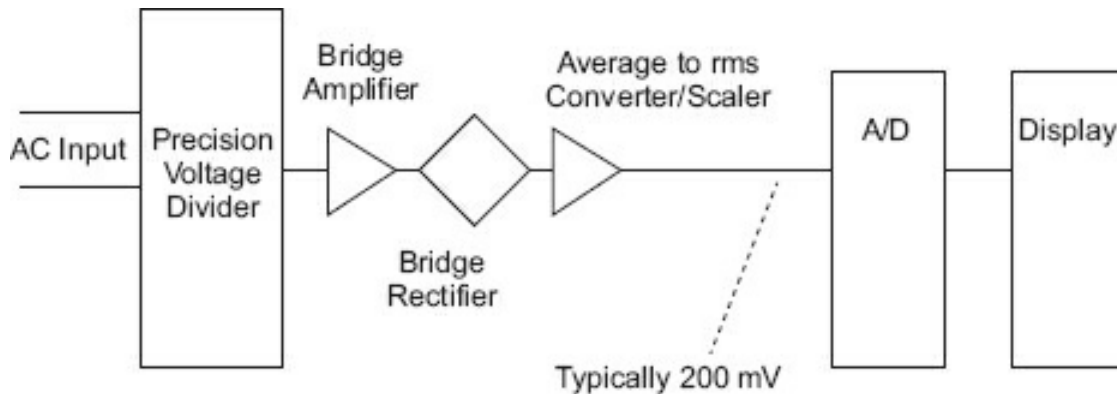 AC Input
Precision
Voltage
Divider
Bridge
Amplifier
Bridge
Rectifier
Average to rms
Converter/Scaler
Typically 200 mV
A/D
Display